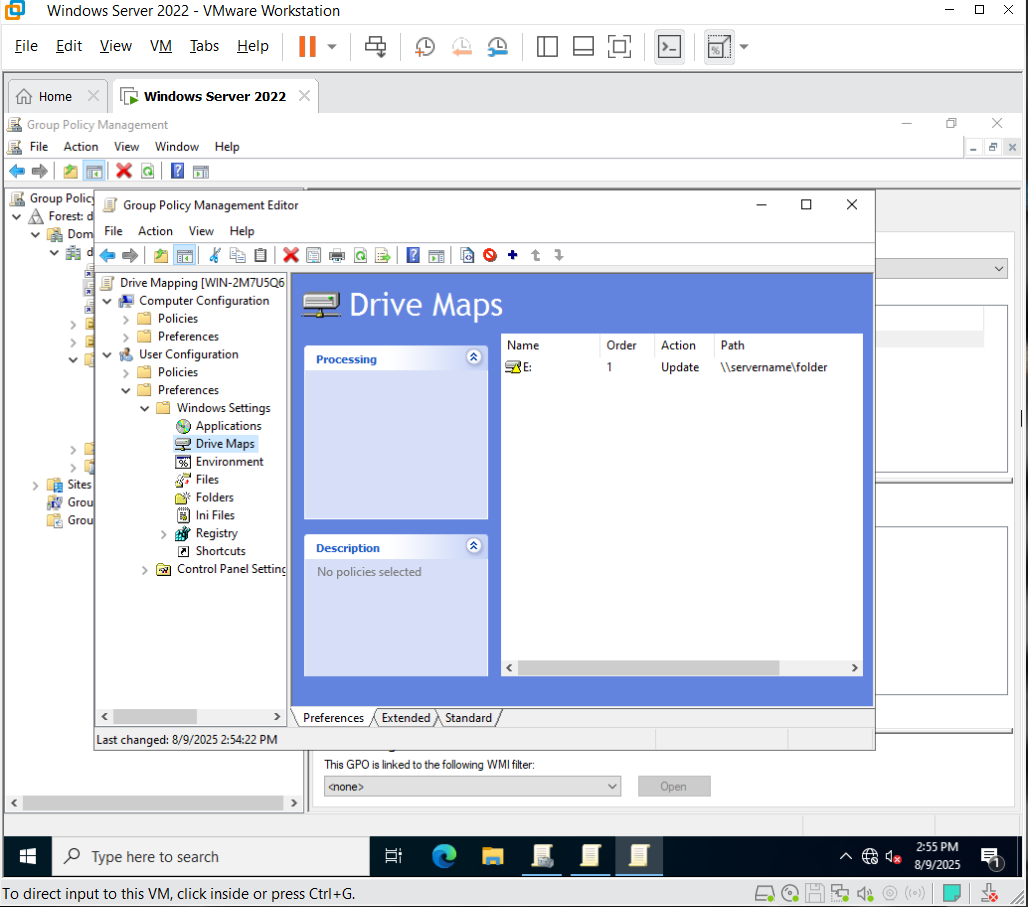 Windows Server 2022 - VMware Workstation
File Edit View VM Tabs Help
Home
Windows Server 2022
Group Policy Management
File Action View Window Help
Group Policy
Forest: d
Dom
d
Sites
Grou
Grou
Group Policy Management Editor
File Action View Help
Drive Mapping [WIN-2M7U5Q6
Computer Configuration
Policies
Preferences
User Configuration
Policies
Preferences
Windows Settings
Applications
Drive Maps
Environment
Files
Folders
Ini Files
Registry
Shortcuts
Control Panel Setting
Drive Maps
Processing
Description
No policies selected
Name Order Action Path
E: 1 Update \\servername\folder
Preferences Extended Standard
Last changed: 8/9/2025 2:54:22 PM
This GPO is linked to the following WMI filter:
<none>
Open
Type here to search
2:55 PM
8/9/2025
1
To direct input to this VM, click inside or press Ctrl+G.